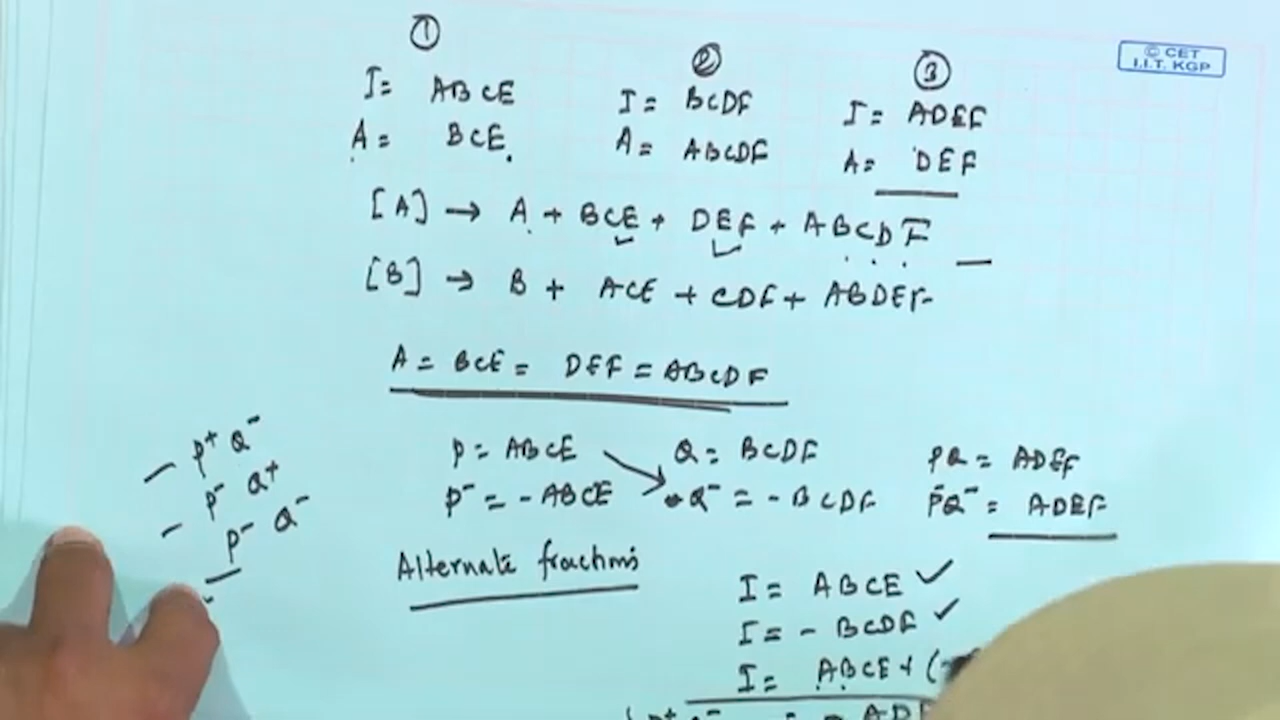 ① ② ③
© CET
I.I.T. KGP
I = ABCE I = BCDF I = ADEF
A = BCE. A = ABCDF A = DEF
[A] → A + BCE + DEF + ABCDF
[B] → B + ACE + CDF + ABDEF
A = BCE = DEF = ABCDF
P = ABCE Q = BCDF PQ = ADEF
P⁻ = - ABCE Q⁻ = - BCDF P⁻Q⁻ = ADEF
P⁺ Q⁻
P⁻ Q⁺
P⁻ Q⁻
Alternate fractions
I = ABCE ✓
I = - BCDF ✓
I = ABCE + (-